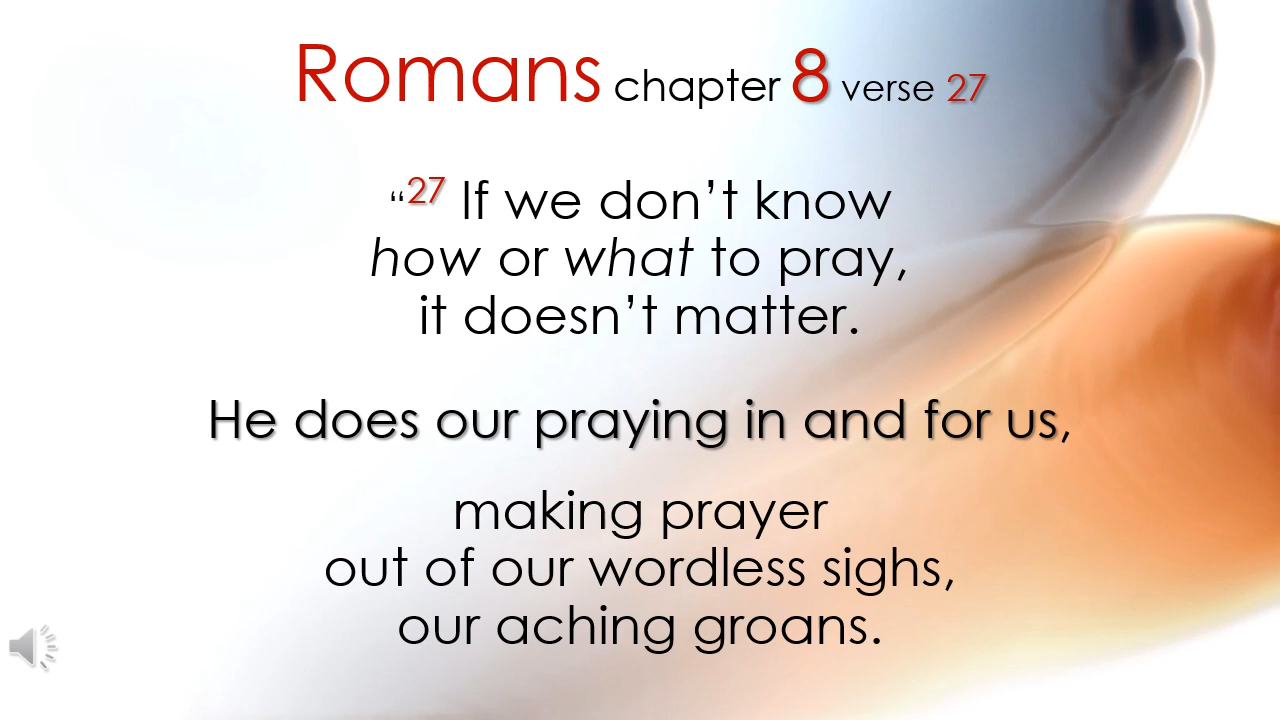 Romans chapter 8 verse 27
“27 If we don’t know
how or what to pray,
it doesn’t matter.
He does our praying in and for us,
making prayer
out of our wordless sighs,
our aching groans.